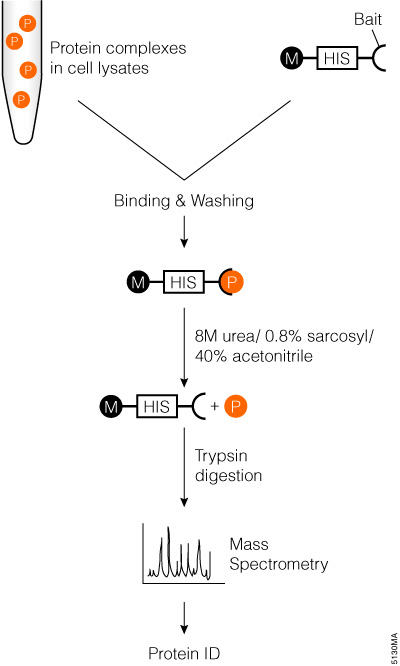 P
P
P
P
Protein complexes
in cell lysates
Bait
M HIS
Binding & Washing
M HIS P
8M urea/ 0.8% sarcosyl/
40% acetonitrile
M HIS + P
Trypsin
digestion
Mass
Spectrometry
Protein ID
5130MA